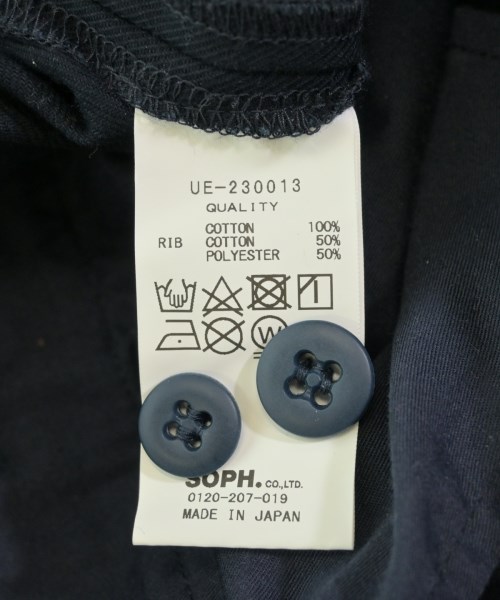 UE-230013
QUALITY
COTTON 100%
RIB COTTON 50%
POLYESTER 50%
W
SOPH. CO.,LTD.
0120-207-019
MADE IN JAPAN